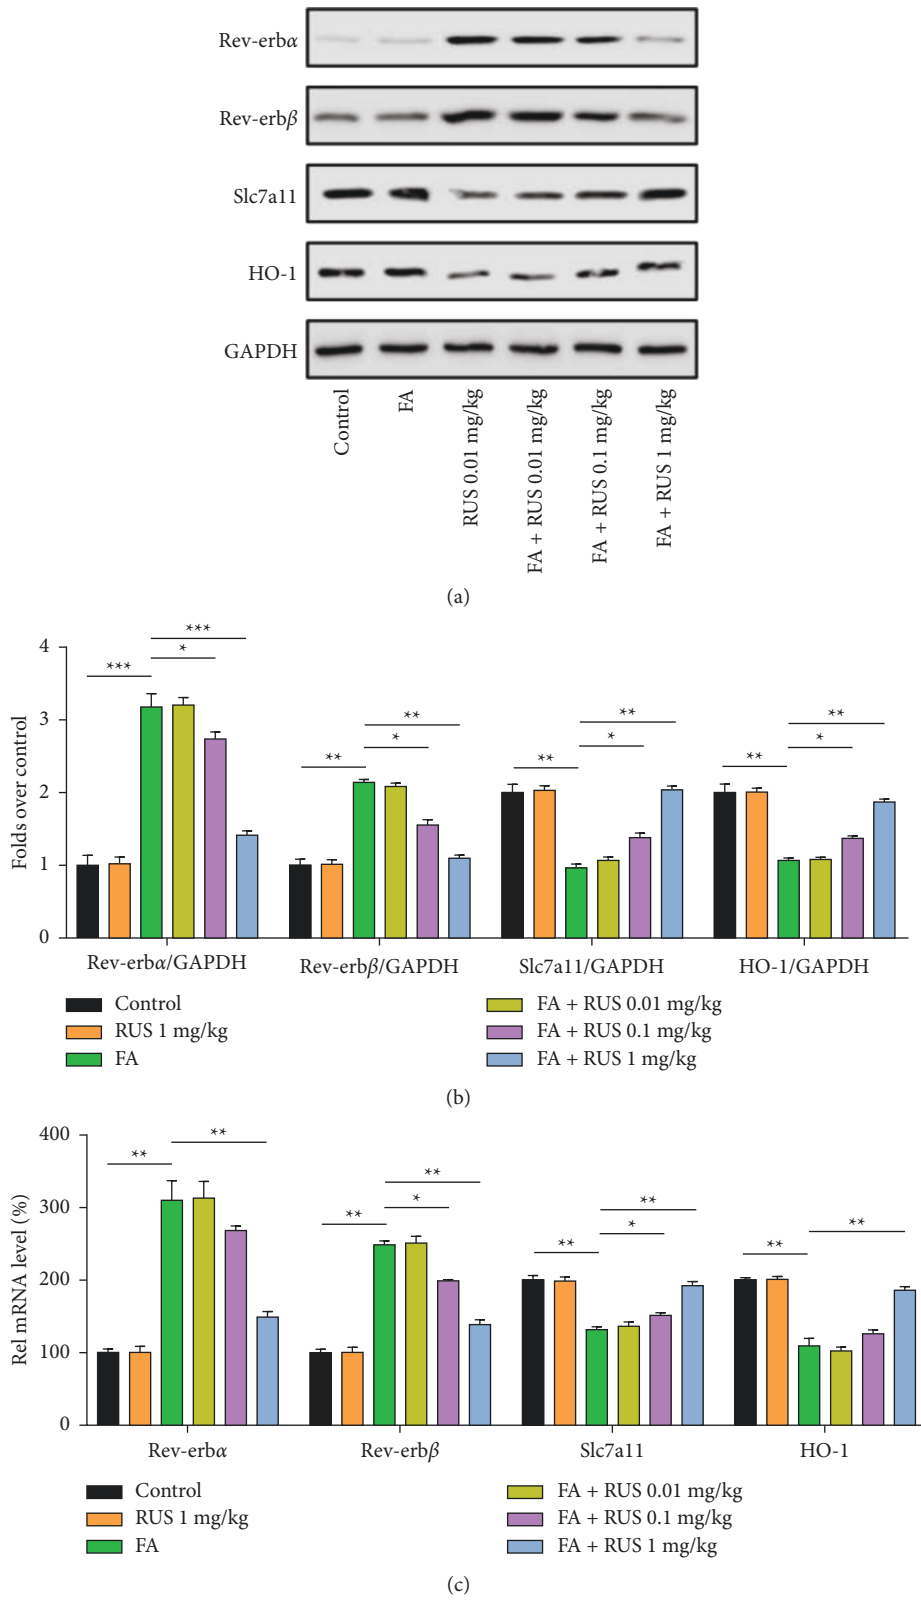 Rev-erbα
Rev-erbβ
Slc7a11
HO-1
GAPDH
Control
FA
RUS 0.01 mg/kg
FA + RUS 0.01 mg/kg
FA + RUS 0.1 mg/kg
FA + RUS 1 mg/kg
(a)
Folds over control
4
3
2
1
0
*** *** *
** ** *
** ** *
** ** *
Rev-erbα/GAPDH Rev-erbβ/GAPDH Slc7a11/GAPDH HO-1/GAPDH
Control
RUS 1 mg/kg
FA
FA + RUS 0.01 mg/kg
FA + RUS 0.1 mg/kg
FA + RUS 1 mg/kg
(b)
Rel mRNA level (%)
400
300
200
100
0
** **
** ** *
** ** *
** **
Rev-erbα Rev-erbβ Slc7a11 HO-1
Control
RUS 1 mg/kg
FA
FA + RUS 0.01 mg/kg
FA + RUS 0.1 mg/kg
FA + RUS 1 mg/kg
(c)